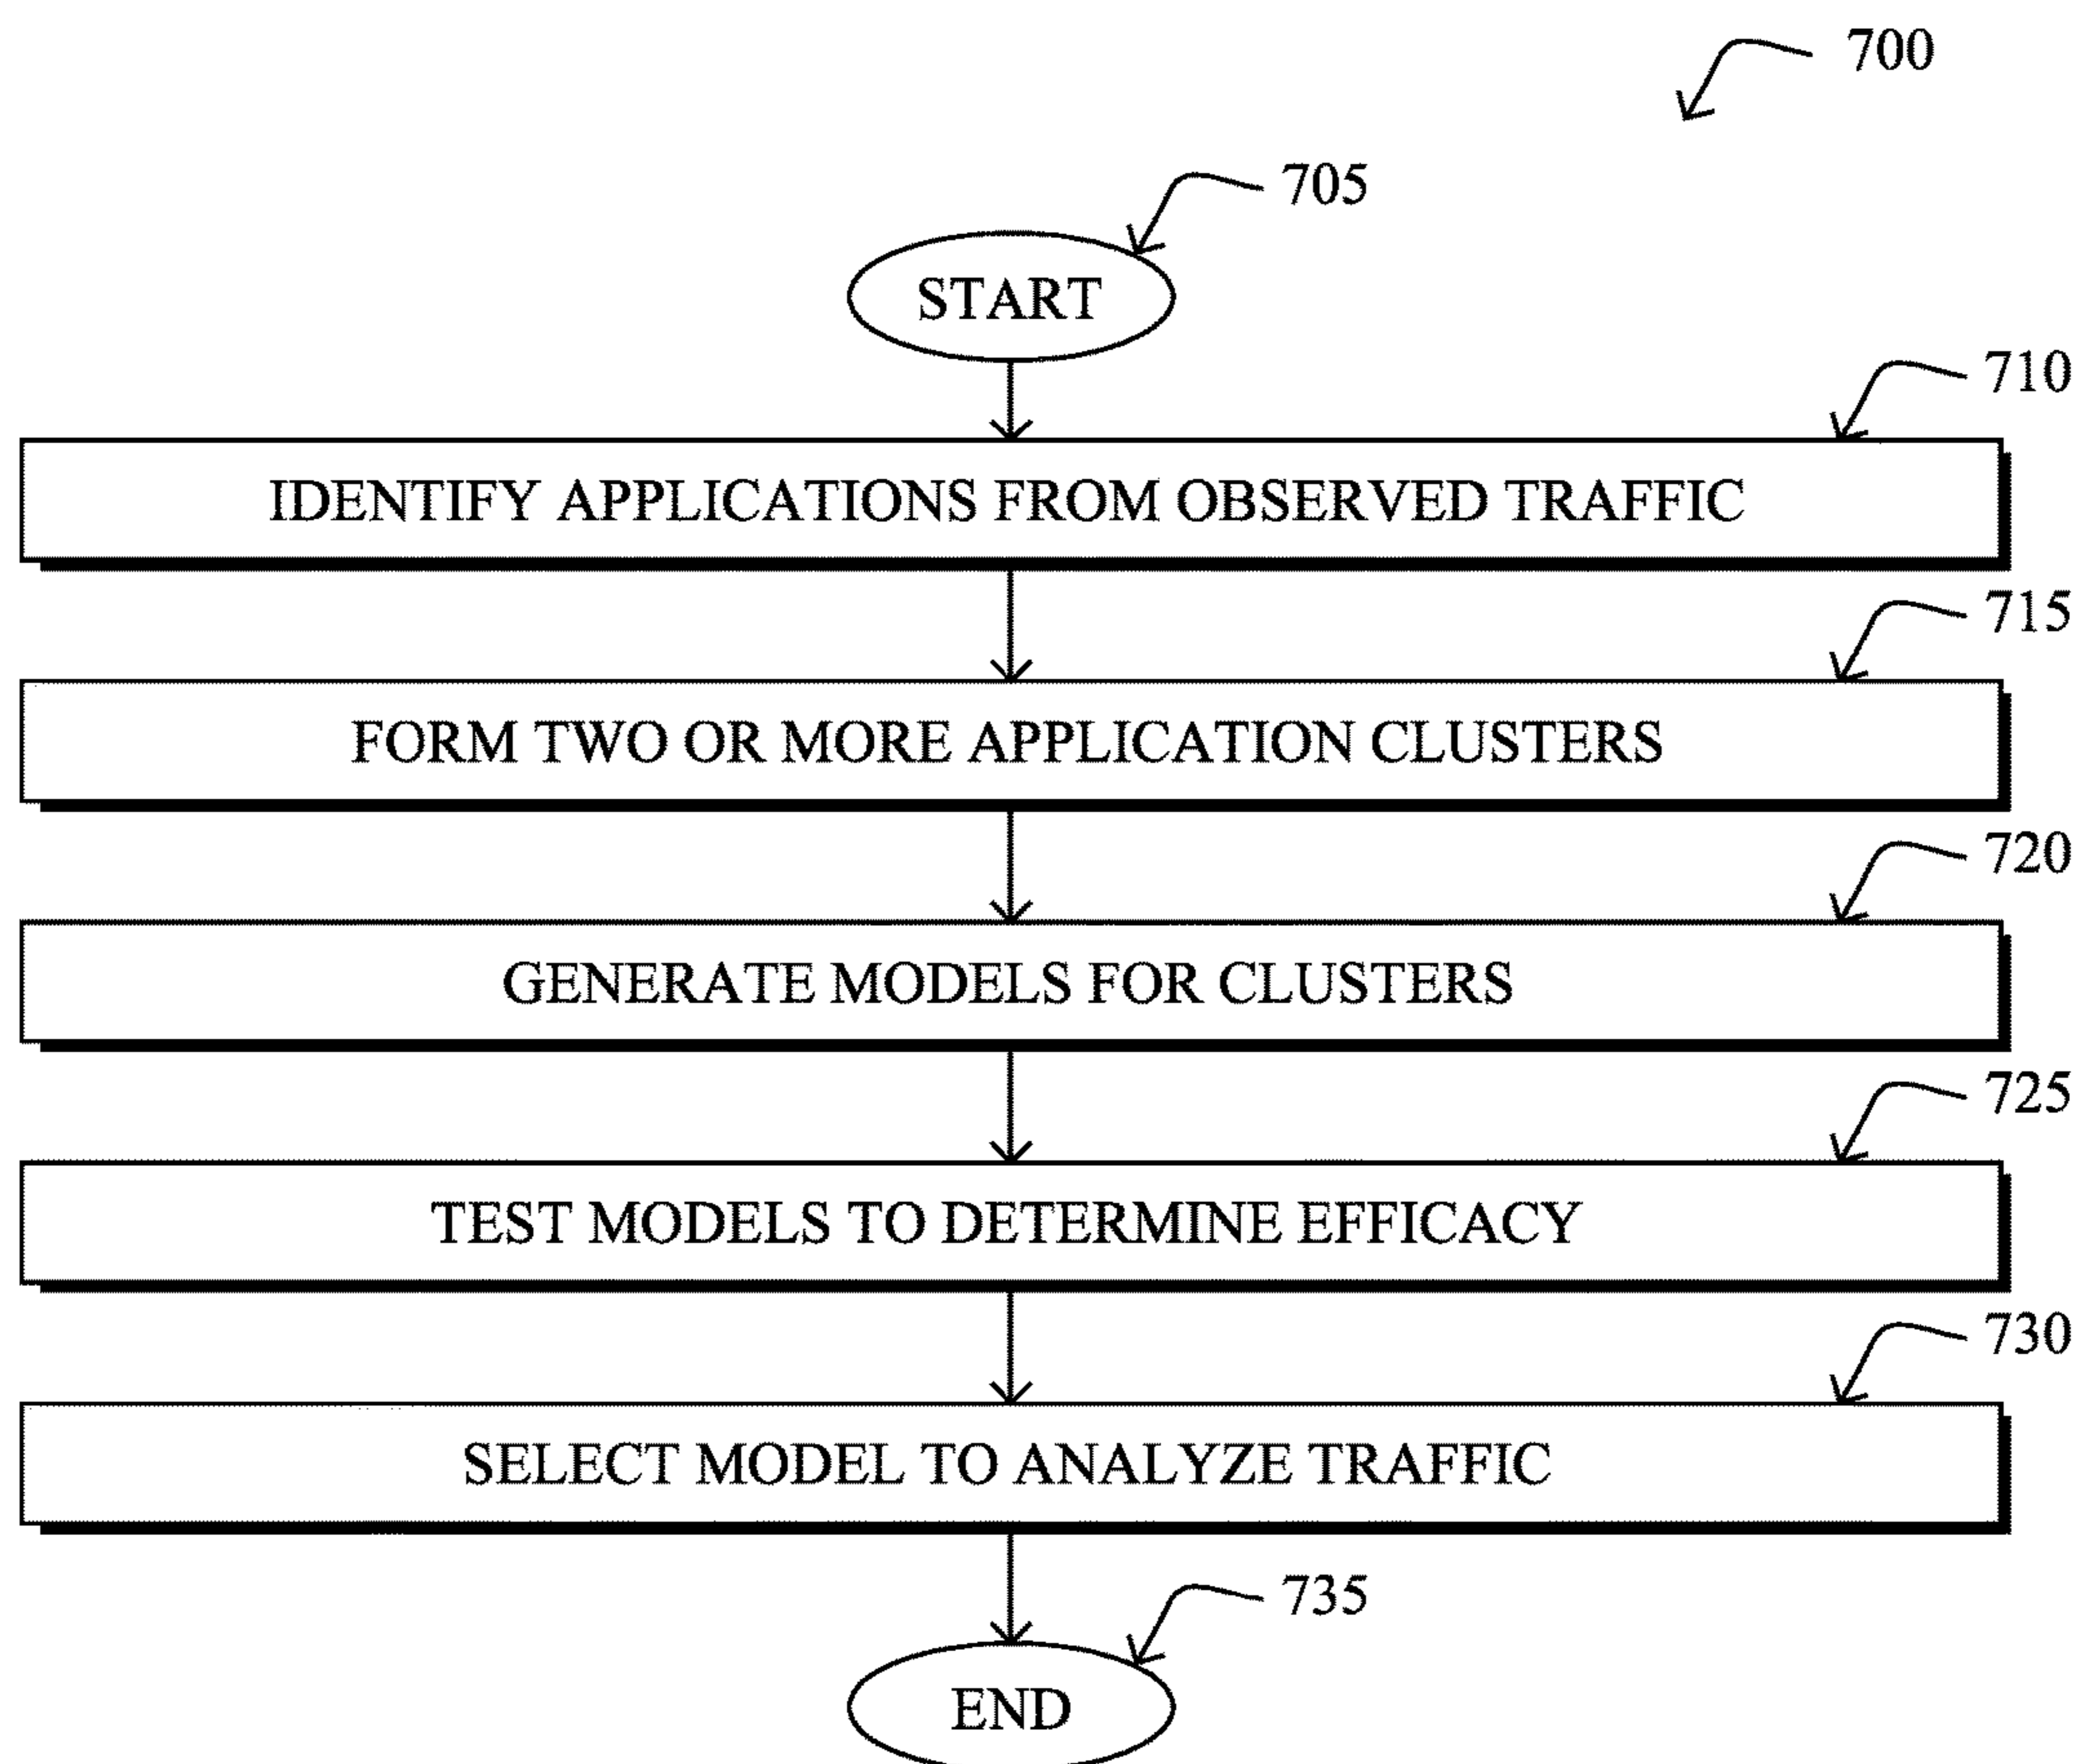 700
705
START
710
IDENTIFY APPLICATIONS FROM OBSERVED TRAFFIC
715
FORM TWO OR MORE APPLICATION CLUSTERS
720
GENERATE MODELS FOR CLUSTERS
725
TEST MODELS TO DETERMINE EFFICACY
730
SELECT MODEL TO ANALYZE TRAFFIC
735
END